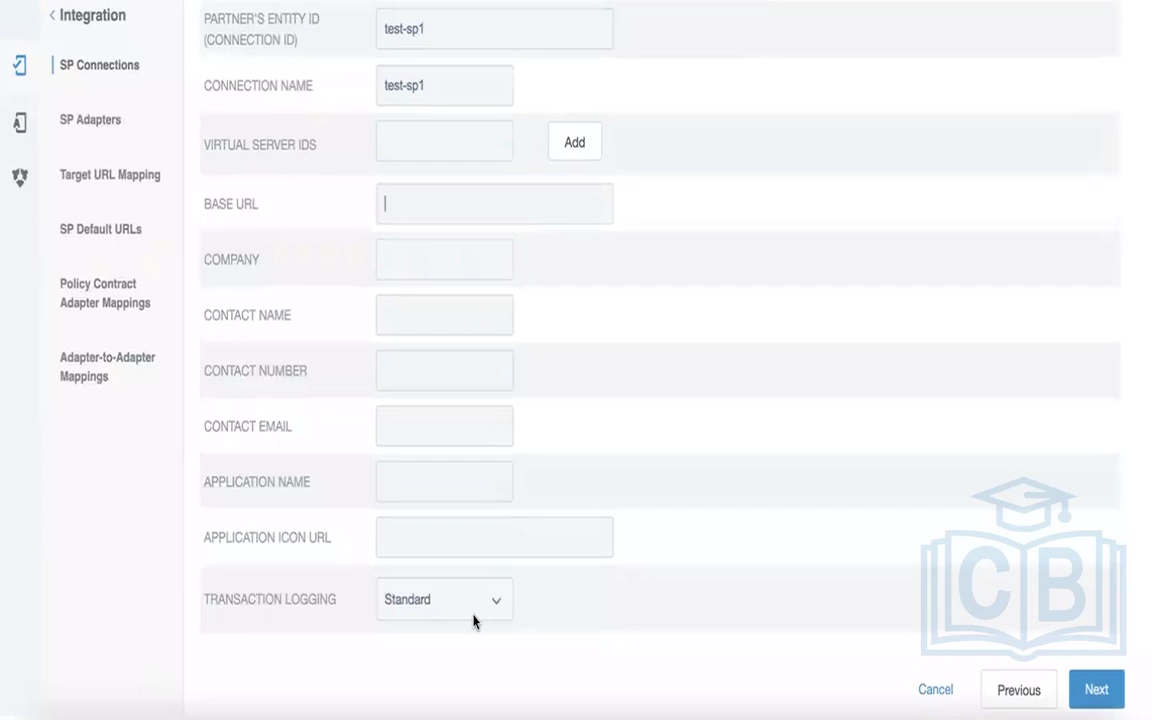 Integration
SP Connections
SP Adapters
Target URL Mapping
SP Default URLs
Policy Contract
Adapter Mappings
Adapter-to-Adapter
Mappings
PARTNER'S ENTITY ID
(CONNECTION ID)
test-sp1
CONNECTION NAME
test-sp1
VIRTUAL SERVER IDS
Add
BASE URL
COMPANY
CONTACT NAME
CONTACT NUMBER
CONTACT EMAIL
APPLICATION NAME
APPLICATION ICON URL
TRANSACTION LOGGING
Standard
CB
Cancel
Previous
Next